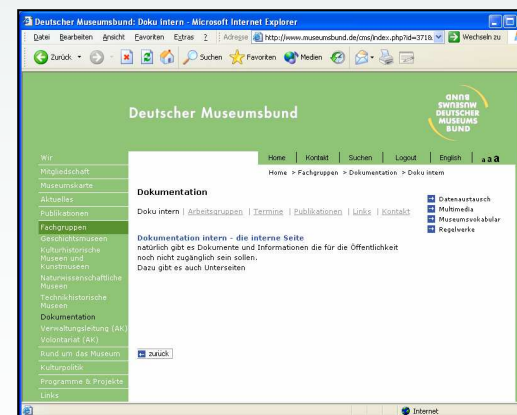 Deutscher Museumsbund: Doku intern - Microsoft Internet Explorer
Datei Bearbeiten Ansicht Favoriten Extras ? Adresse http://www.museumsbund.de/cms/index.php?id=371& Wechseln zu
Zurück Suchen Favoriten Medien
Deutscher Museumsbund
DEUTSCHER
MUSEUMS
BUND
Home | Kontakt | Suchen | Logout | English | a a a
Home > Fachgruppen > Dokumentation > Doku intern
Wir
Mitgliedschaft
Museumskarte
Aktuelles
Publikationen
Fachgruppen
Geschichtsmuseen
Kulturhistorische
Museen und
Kunstmuseen
Naturwissenschaftliche
Museen
Technikhistorische
Museen
Dokumentation
Verwaltungsleitung (AK)
Volontariat (AK)
Rund um das Museum
Kulturpolitik
Programme & Projekte
Links
Dokumentation
Doku intern | Arbeitsgruppen | Termine | Publikationen | Links | Kontakt
Dokumentation intern - die interne Seite
natürlich gibt es Dokumente und Informationen die für die Öffentlichkeit
noch nicht zugänglich sein sollen.
Dazu gibt es auch Unterseiten
zurück
Datenaustausch
Multimedia
Museumsvokabular
Regelwerke
Internet